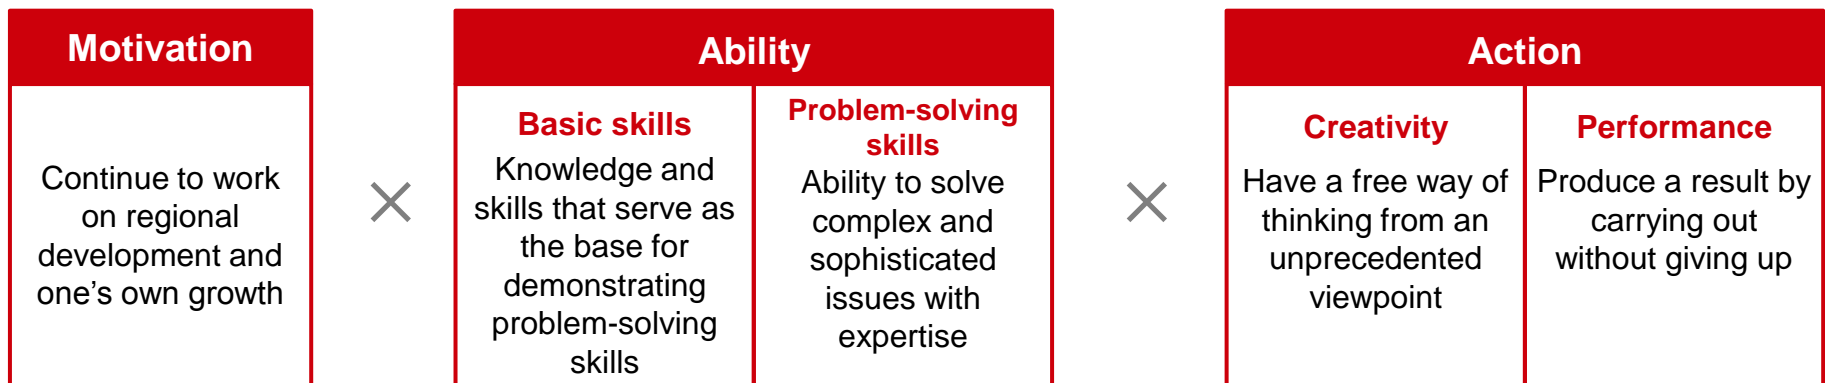 Motivation
Continue to work
on regional
development and
one’s own growth
×
Ability
Basic skills
Knowledge and
skills that serve as
the base for
demonstrating
problem-solving
skills
Problem-solving
skills
Ability to solve
complex and
sophisticated
issues with
expertise
×
Action
Creativity
Have a free way of
thinking from an
unprecedented
viewpoint
Performance
Produce a result by
carrying out
without giving up